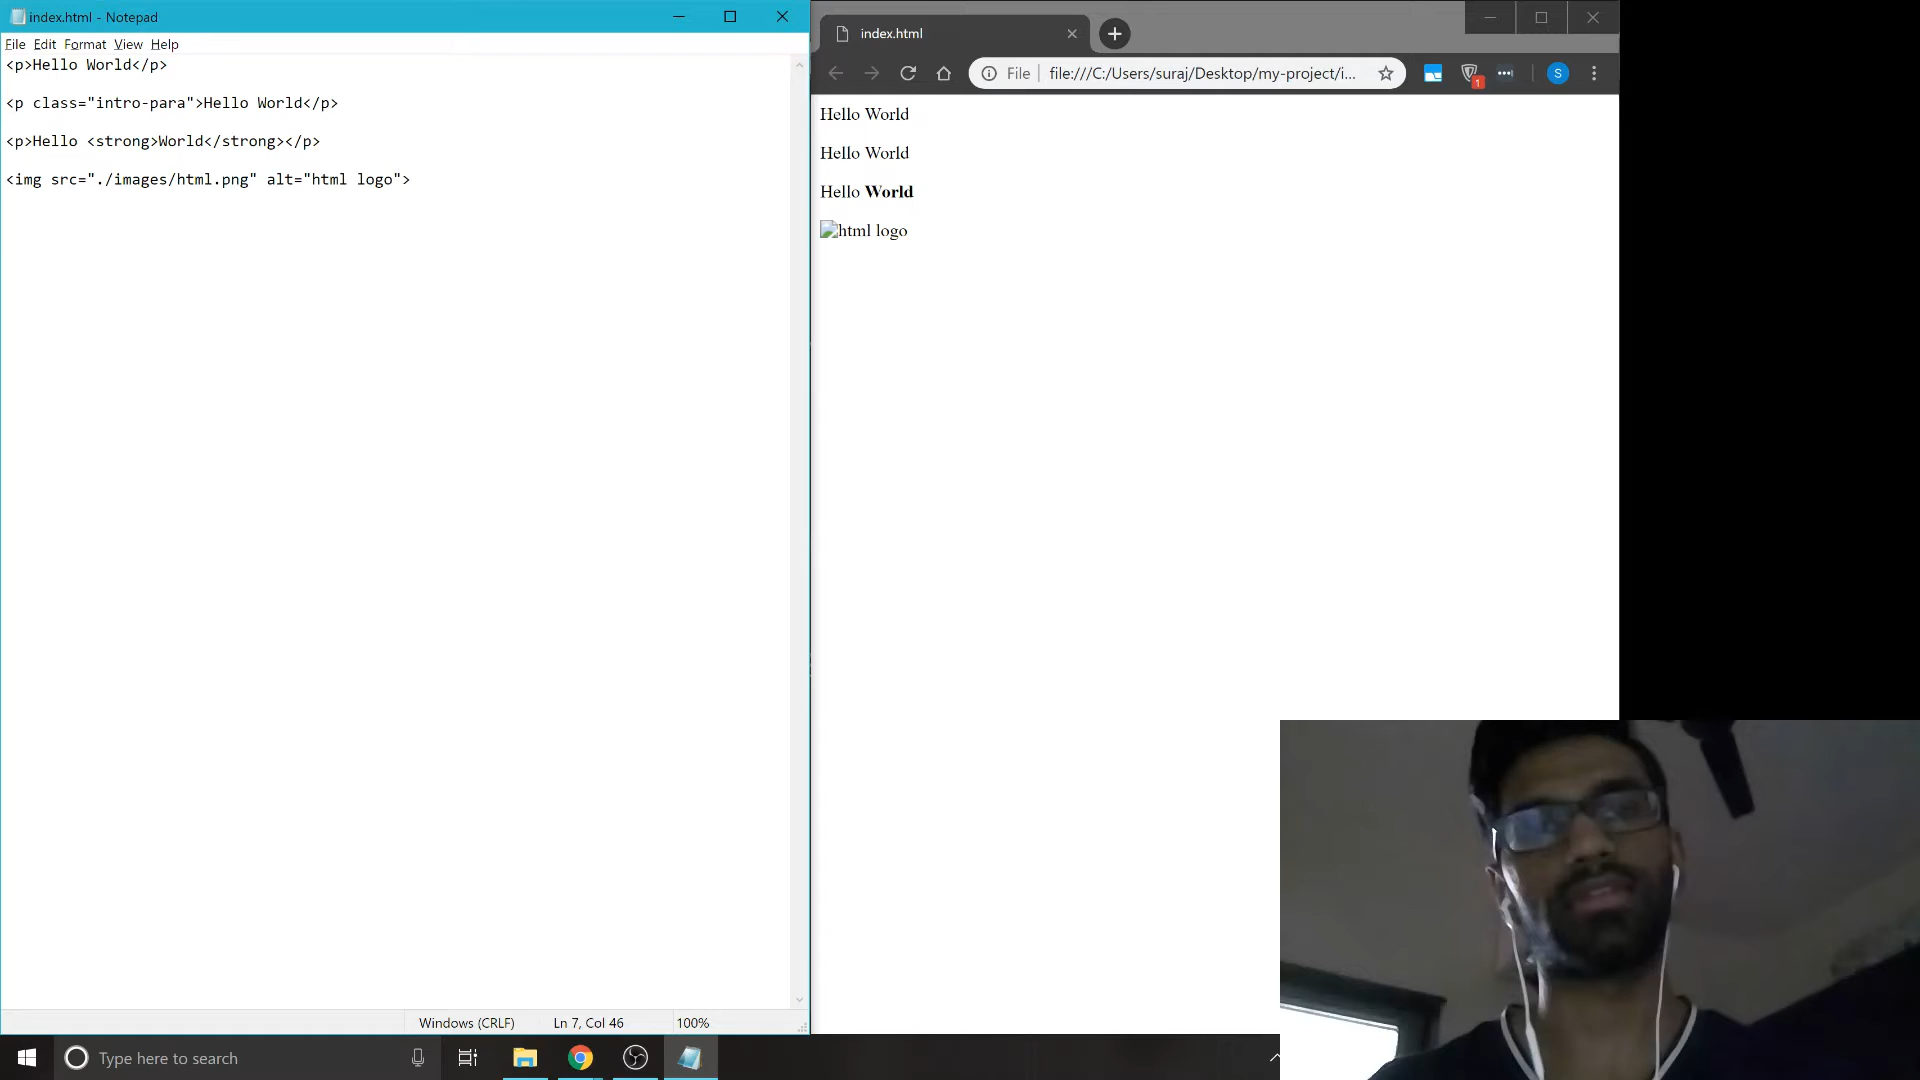 index.html - Notepad
File Edit Format View Help
<p>Hello World</p>
<p class="intro-para">Hello World</p>
<p>Hello <strong>World</strong></p>
<img src="./images/html.png" alt="html logo">
Windows (CRLF)
Ln 7, Col 46
100%
index.html
File
file:///C:/Users/suraj/Desktop/my-project/i...
1
S
Hello World
Hello World
Hello World
html logo
Type here to search